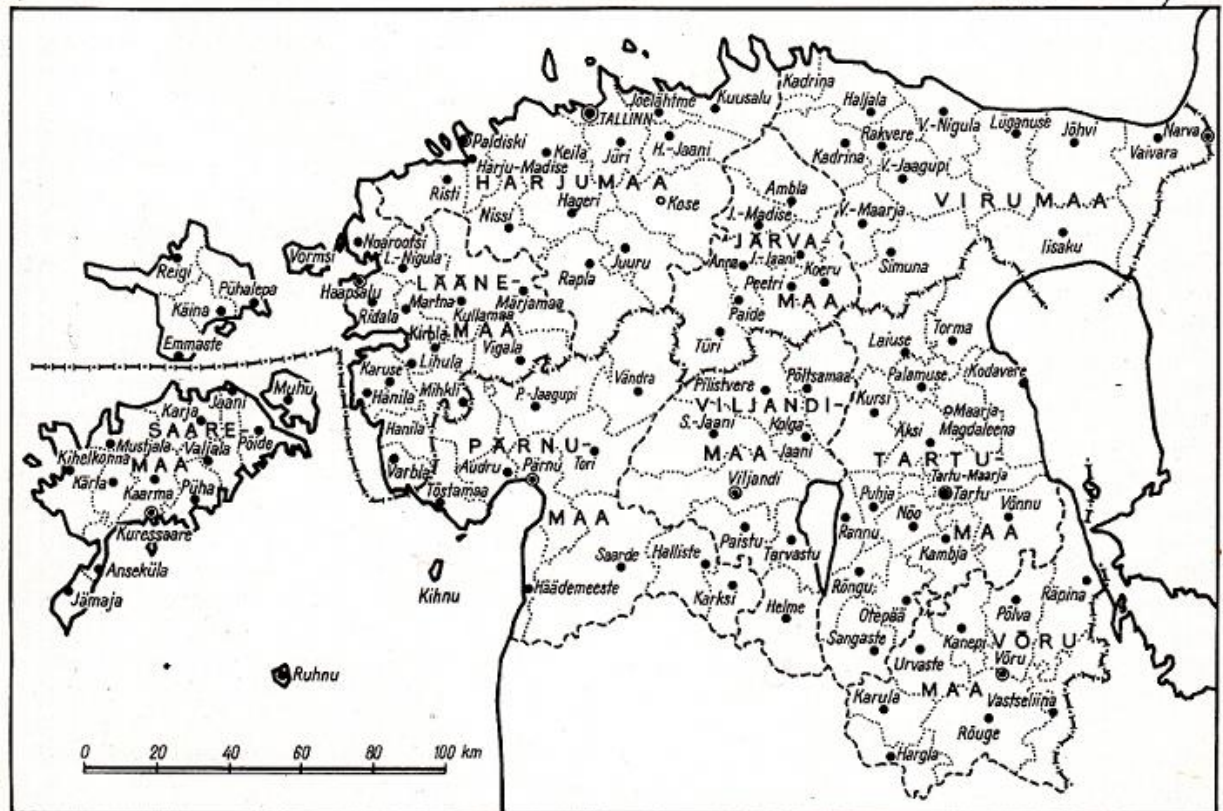 Kadrina
Joelähtme
Kuusalu
Haljala
TALLINN
V.-Nigula
Lüganuse
Jõhvi
Narva
Vaivara
Paldiski
Keila
Jüri
H.-Jaani
Rakvere
Kadrina
Harju-Madise
V.-Jaagupi
HARJUMAA
Risti
Hageri
Kose
Ambla
VIRUMAA
Nissi
J.-Madise
V.-Maarja
Iisaku
Noarootsi
Vormsi
L.-Nigula
Juuru
JÄRVA-
J.-Jaani
Simuna
Reigi
Rapla
Anna
Koeru
Pühalepa
Haapsalu
LÄÄNE-
Märjamaa
Peetri
MAA
Käina
Ridala
Martna
Kullamaa
Paide
Emmaste
Kirbla
MAA
Türi
Laiuse
Torma
Lihula
Vigala
Karuse
Muhu
Hanila
Mihkli
P.-Jaagupi
Vändra
Pilistvere
Põltsamaa
Palamuse
Kodavere
Jaani
Karja
VILJANDI-
Kursi
Maarja-
Magdaleena
SAARE-
Pöide
Hanila
S.-Jaani
Kolga-
Jaani
Äksi
Mustjala
Valjala
PÄRNU-
MAA
TARTU-
Kihelkonna
MAA
Varbla
Audru
Pärnu
Tori
Tartu-Maarja
Kärla
Kaarma
Püha
Tõstamaa
Viljandi
Puhja
Tartu
Võnnu
Kuressaare
MAA
Rannu
Nõo
MAA
Paistu
Tarvastu
Kambja
Anseküla
Saarde
Halliste
Jämaja
Kihnu
Häädemeeste
Karksi
Helme
Rõngu
Otepää
Põlva
Räpina
Sangaste
Kanepi
VÕRU
Urvaste
Võru
Ruhnu
MAA
Karula
Vastseliina
Rõuge
Hargla
0 20 40 60 80 100 km